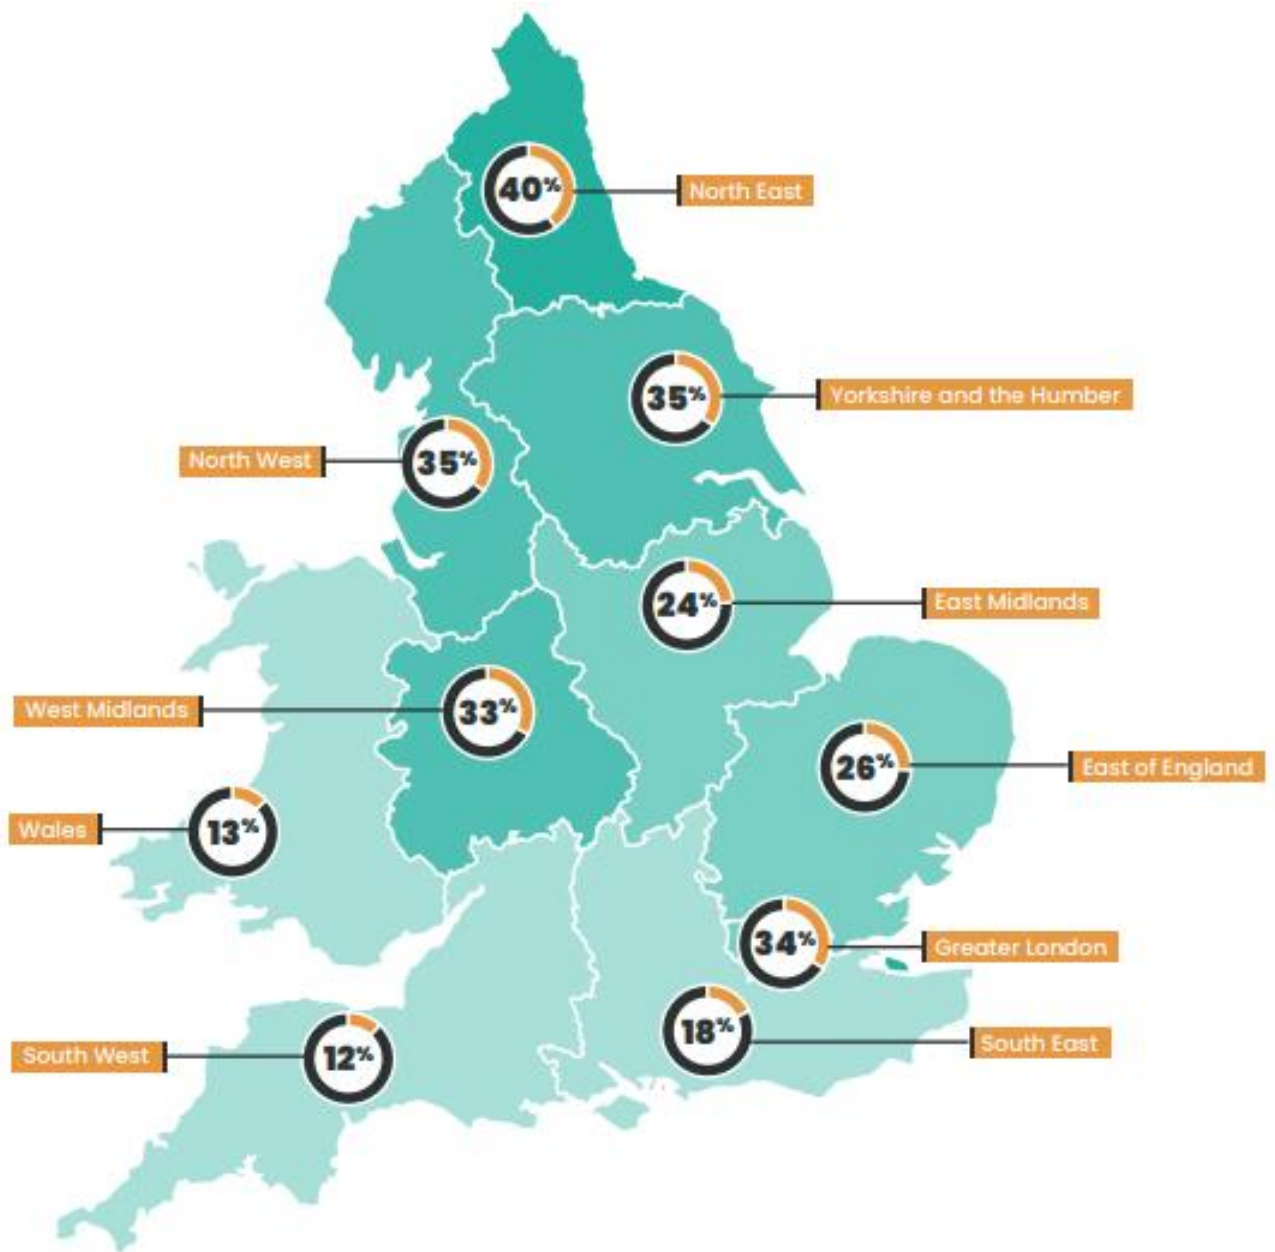 40%
North East
35%
Yorkshire and the Humber
North West
35%
24%
East Midlands
West Midlands
33%
26%
East of England
Wales
13%
34%
Greater London
18%
South East
South West
12%